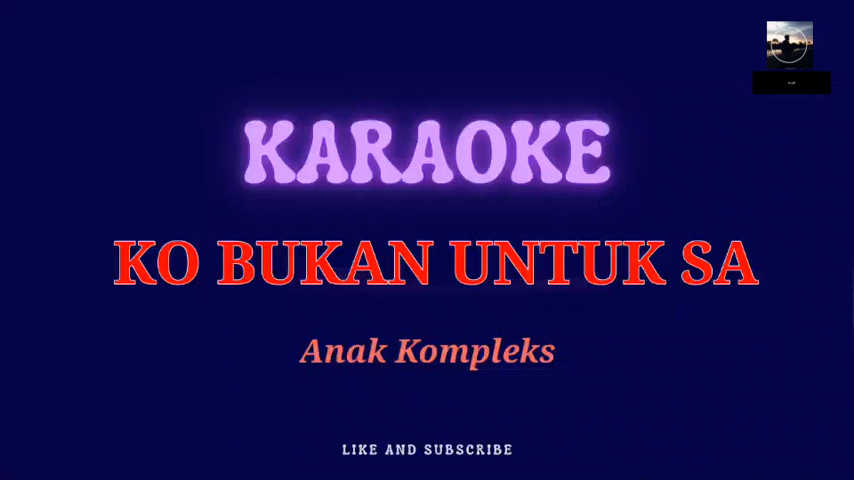 KARAOKE
KO BUKAN UNTUK SA
Anak Kompleks
LIKE AND SUBSCRIBE